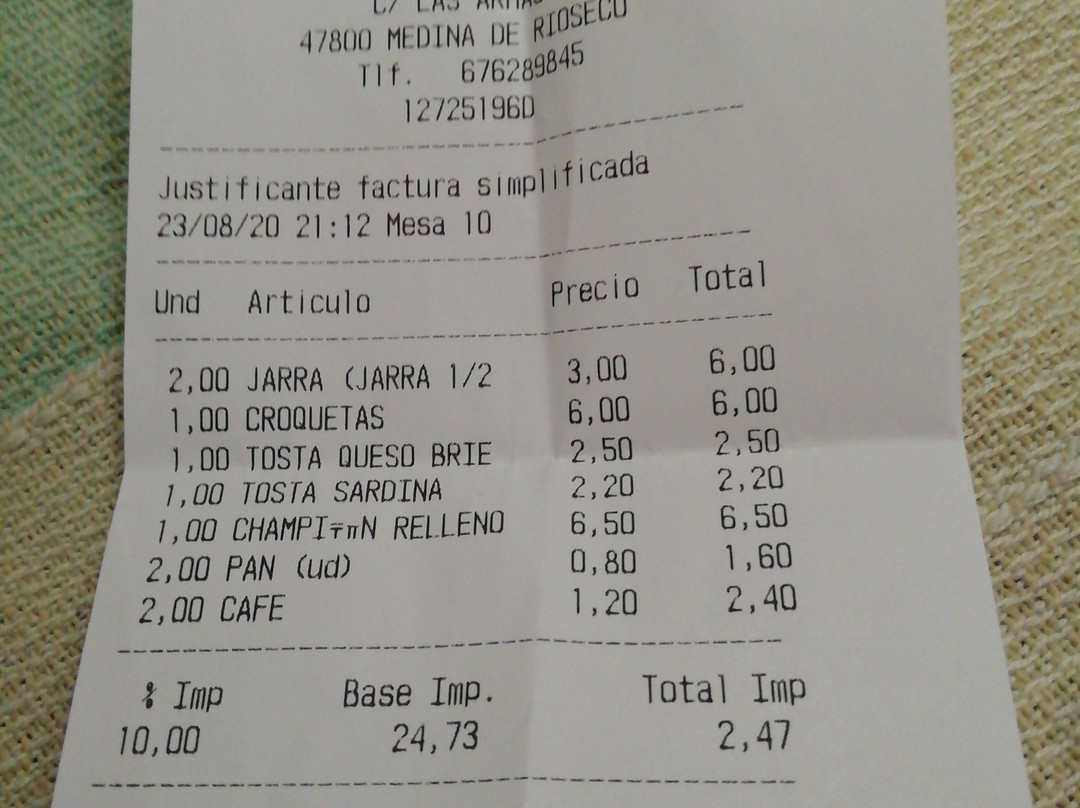 C/ LAS ARMAS
47800 MEDINA DE RIOSECO
Tlf. 676289845
12725196D
Justificante factura simplificada
23/08/20 21:12 Mesa 10
Und Articulo Precio Total
2,00 JARRA (JARRA 1/2 3,00 6,00
1,00 CROQUETAS 6,00 6,00
1,00 TOSTA QUESO BRIE 2,50 2,50
1,00 TOSTA SARDINA 2,20 2,20
1,00 CHAMPI╤πN RELLENO 6,50 6,50
2,00 PAN (ud) 0,80 1,60
2,00 CAFE 1,20 2,40
% Imp Base Imp. Total Imp
10,00 24,73 2,47